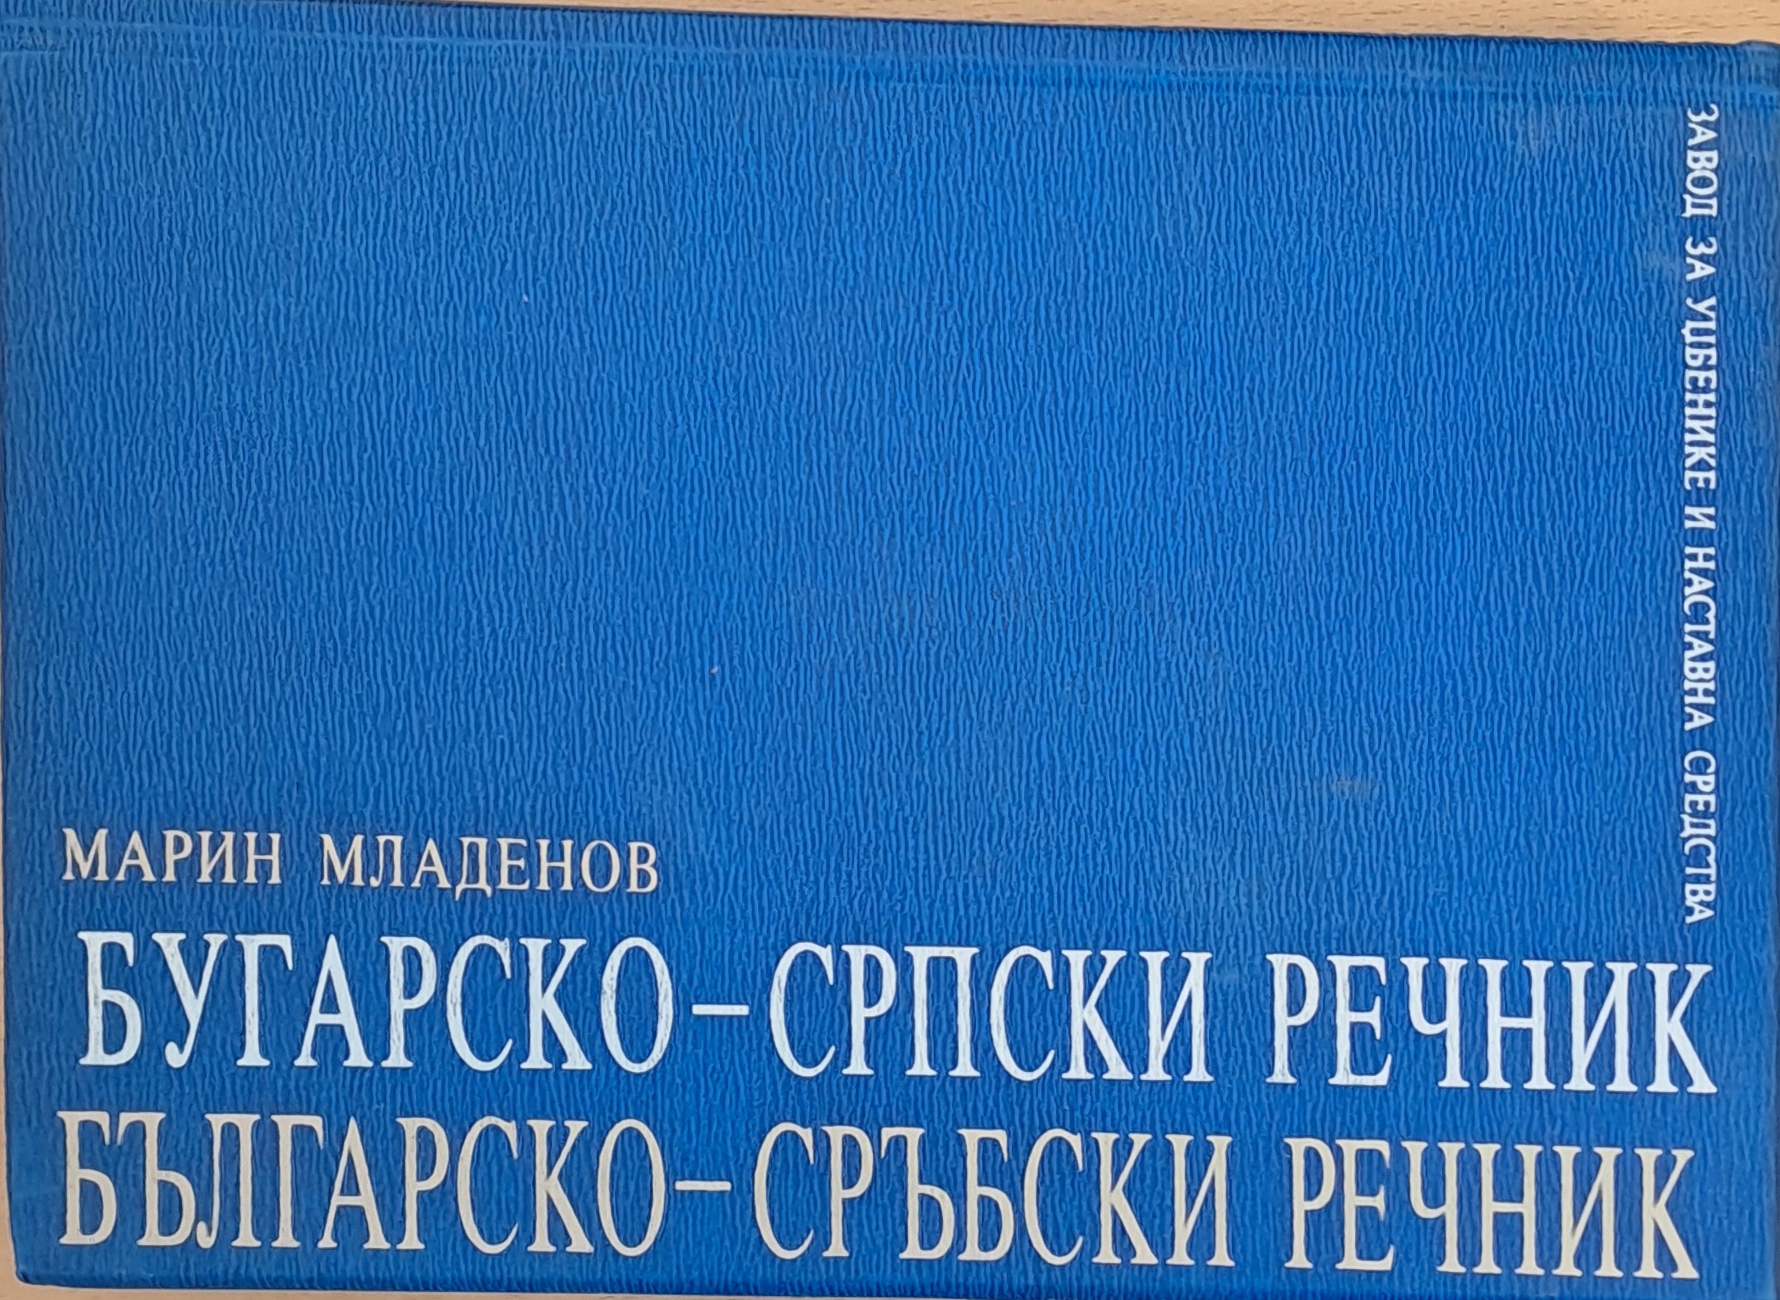 МАРИН МЛАДЕНОВ
БУГАРСКО–СРПСКИ РЕЧНИК
БЪЛГАРСКО–СРЪБСКИ РЕЧНИК
ЗАВОД ЗА УЏБЕНИКЕ И НАСТАВНА СРЕДСТВА